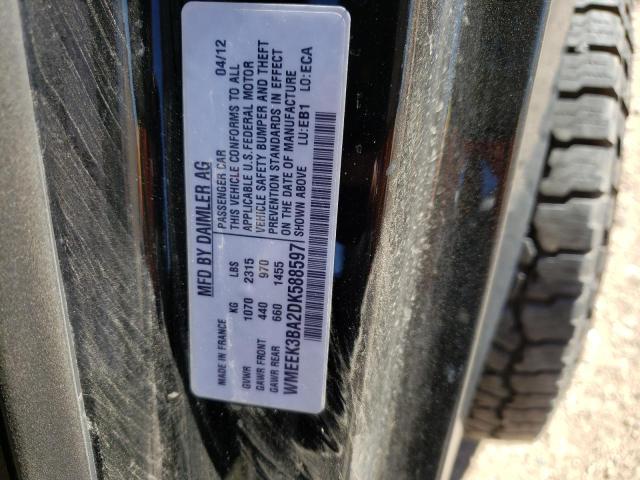 MFD BY DAIMLER AG
MADE IN FRANCE
KG LBS
GVWR 1070 2315
GAWR FRONT 440 970
GAWR REAR 660 1455
WMEEK3BA2DK588597
04/12
PASSENGER CAR
THIS VEHICLE CONFORMS TO ALL
APPLICABLE U.S. FEDERAL MOTOR
VEHICLE SAFETY BUMPER AND THEFT
PREVENTION STANDARDS IN EFFECT
ON THE DATE OF MANUFACTURE
SHOWN ABOVE LU:EB1 LO:ECA